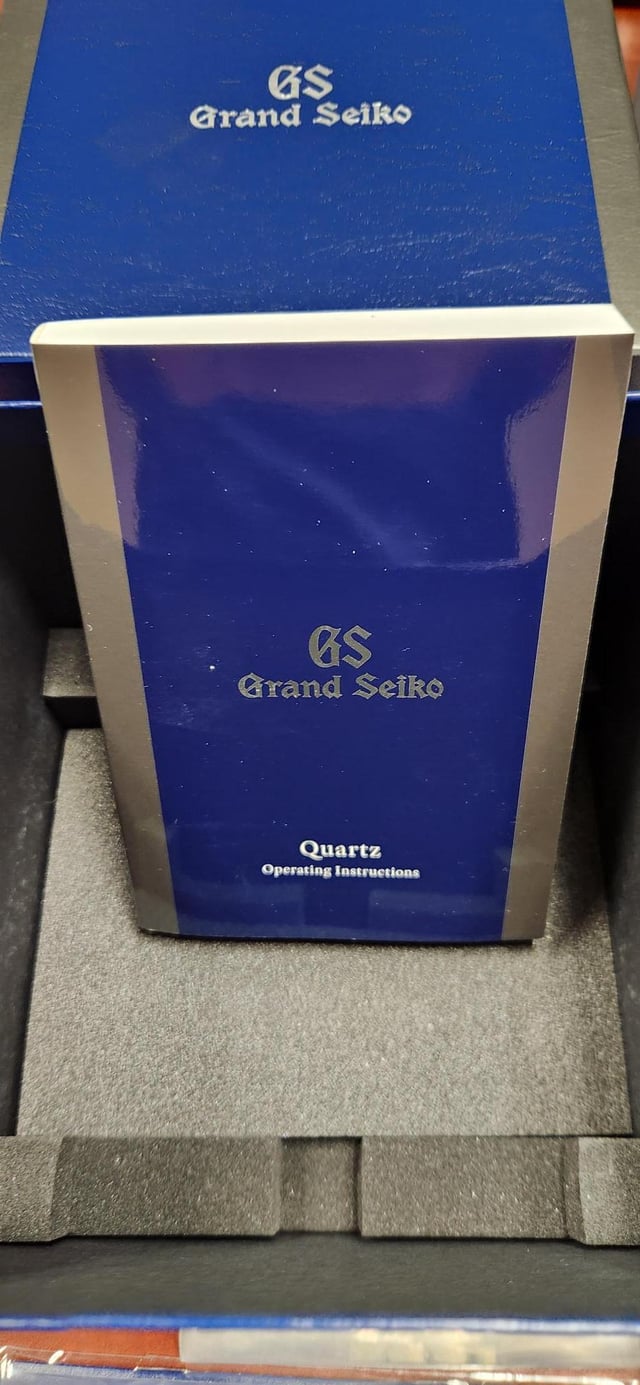 GS
Grand Seiko
GS
Grand Seiko
Quartz
Operating Instructions